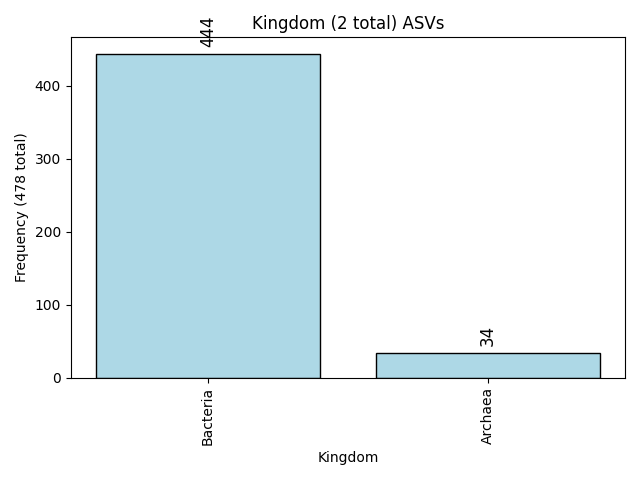 Kingdom (2 total) ASVs
444
34
Frequency (478 total)
400
300
200
100
0
Bacteria
Archaea
Kingdom